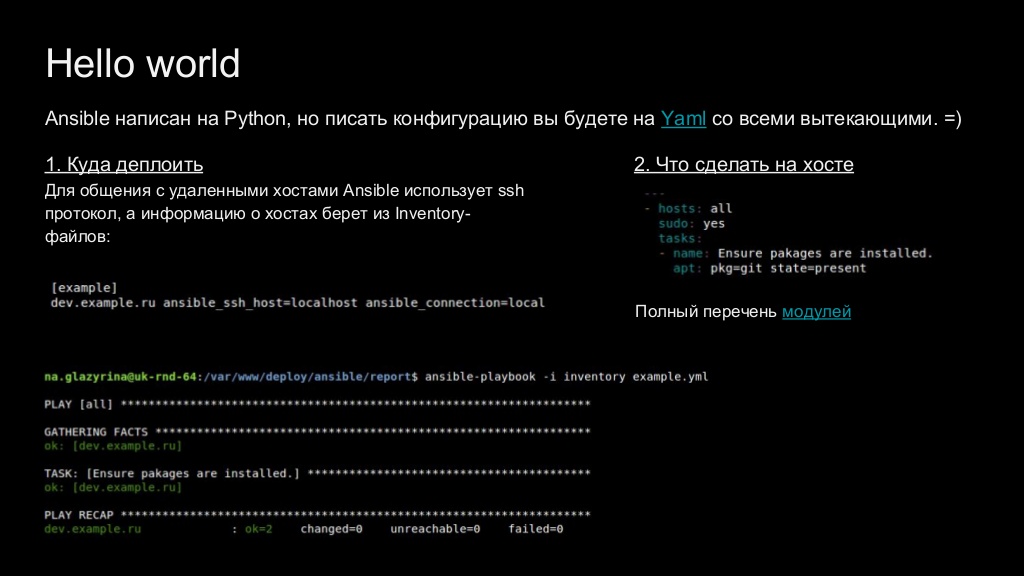 Hello world
Ansible написан на Python, но писать конфигурацию вы будете на Yaml со всеми вытекающими. =)
1. Куда деплоить
Для общения с удаленными хостами Ansible использует ssh
протокол, а информацию о хостах берет из Inventory-
файлов:
[example]
dev.example.ru ansible_ssh_host=localhost ansible_connection=local
2. Что сделать на хосте
---
- hosts: all
  sudo: yes
  tasks:
  - name: Ensure pakages are installed.
    apt: pkg=git state=present
Полный перечень модулей
na.glazyrina@uk-rnd-64:/var/www/deploy/ansible/report$ ansible-playbook -i inventory example.yml
PLAY [all] ********************************************************************
GATHERING FACTS ***************************************************************
ok: [dev.example.ru]
TASK: [Ensure pakages are installed.] *****************************************
ok: [dev.example.ru]
PLAY RECAP ********************************************************************
dev.example.ru             : ok=2    changed=0    unreachable=0    failed=0